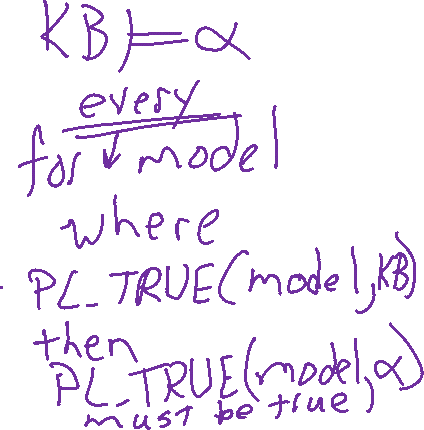 KB ⊨ α
every
for model
where
PL_TRUE(model, KB)
then
PL_TRUE(model, α)
must be true